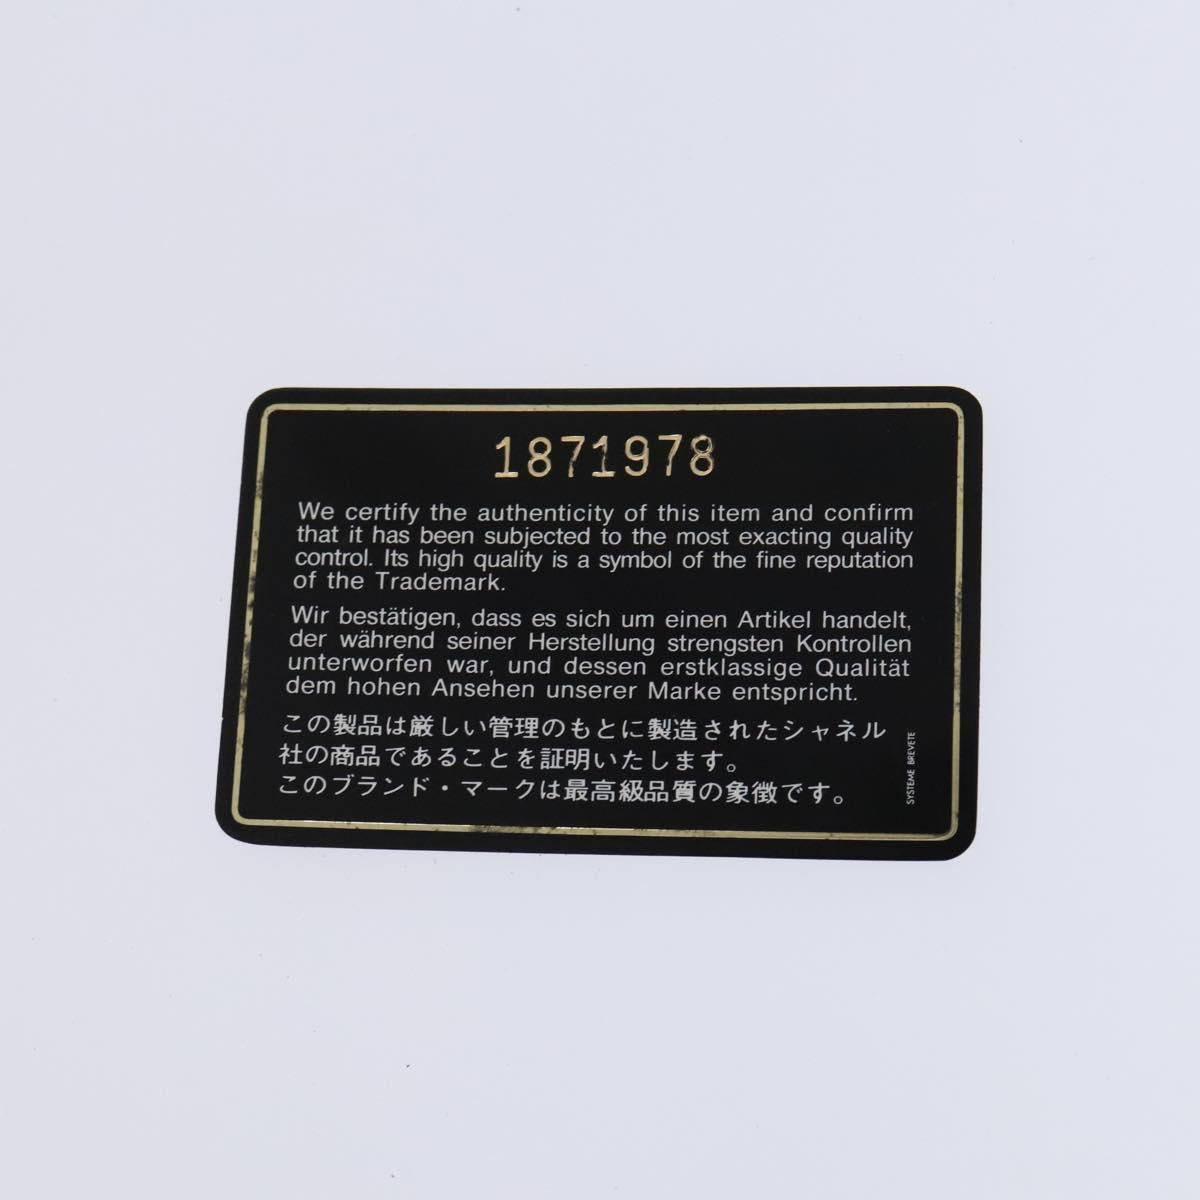 1871978
We certify the authenticity of this item and confirm
that it has been subjected to the most exacting quality
control. Its high quality is a symbol of the fine reputation
of the Trademark.
Wir bestätigen, dass es sich um einen Artikel handelt,
der während seiner Herstellung strengsten Kontrollen
unterworfen war, und dessen erstklassige Qualität
dem hohen Ansehen unserer Marke entspricht.
この製品は厳しい管理のもとに製造されたシャネル
社の商品であることを証明いたします。
このブランド・マークは最高級品質の象徴です。
SYSTEME BREVETE